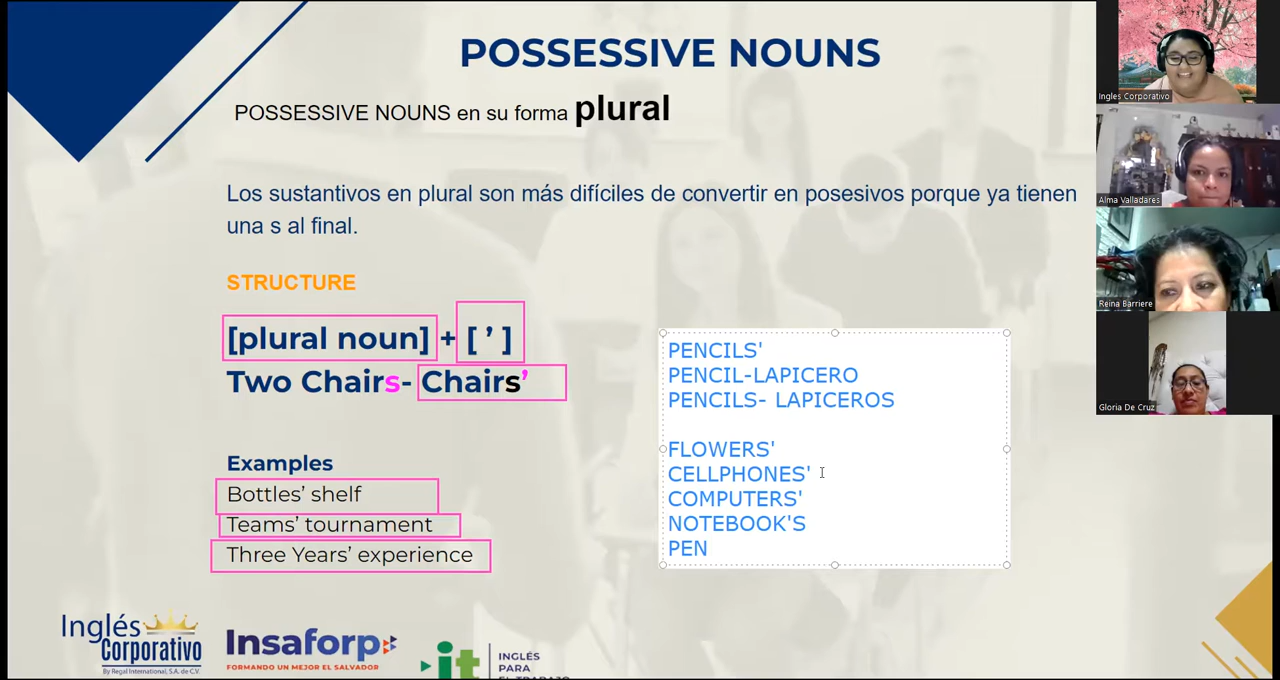 POSSESSIVE NOUNS
POSSESSIVE NOUNS en su forma plural
Los sustantivos en plural son más difíciles de convertir en posesivos porque ya tienen
una s al final.
STRUCTURE
[plural noun] + [ ’ ]
Two Chairs- Chairs’
Examples
Bottles’ shelf
Teams’ tournament
Three Years’ experience
PENCILS'
PENCIL-LAPICERO
PENCILS- LAPICEROS
FLOWERS'
CELLPHONES'
COMPUTERS'
NOTEBOOK'S
PEN
Ingles Corporativo
Alma Valladares
Reina Barriere
Gloria De Cruz
Inglés
Corporativo
By Regal International, S.A. de C.V.
Insaforp
FORMANDO UN MEJOR EL SALVADOR
it
INGLÉS
PARA
EL TRABAJO